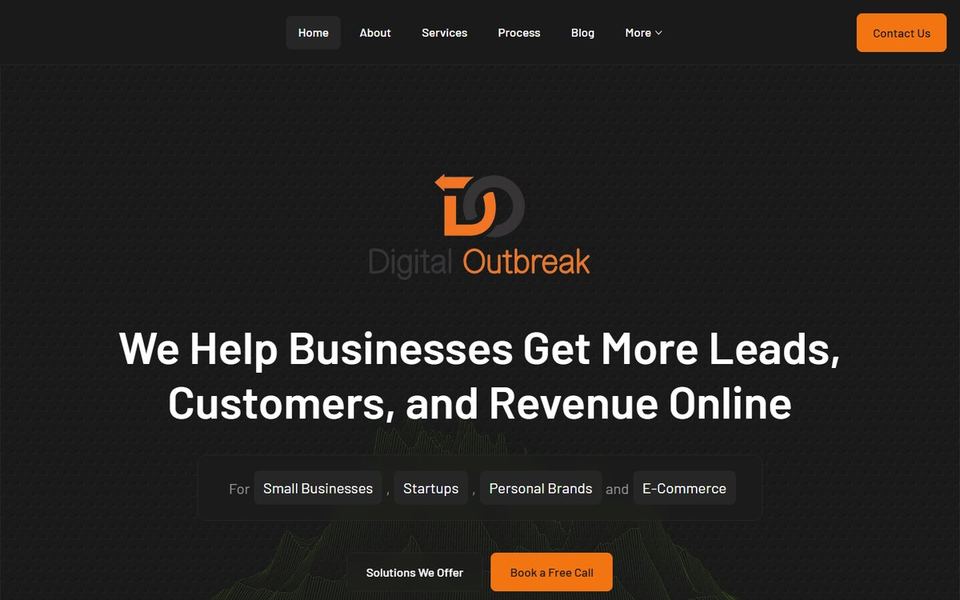 Home About Services Process Blog More Contact Us
Digital Outbreak
We Help Businesses Get More Leads,
Customers, and Revenue Online
For Small Businesses , Startups , Personal Brands and E-Commerce
Solutions We Offer Book a Free Call